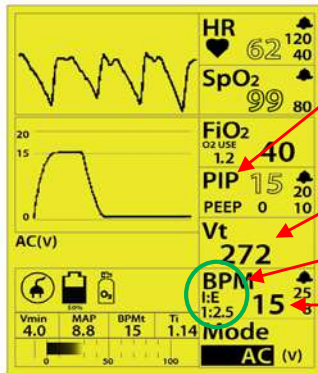 HR
62
120
40
SpO₂
99
80
FiO₂
O2 USE
1.2
40
PIP
15
20
10
PEEP 0
Vt
272
BPM
I:E
1:2.5
15
25
Mode
AC (v)
20
15
0
AC(v)
O₂
50%
Vmin MAP BPMt Ti
4.0 8.8 15 1.14
0 50 100